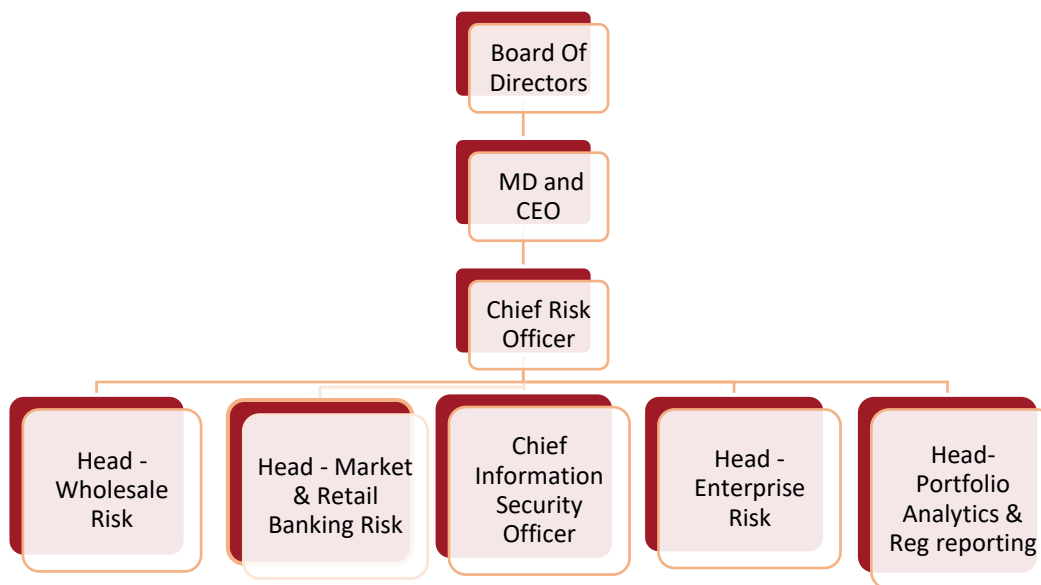 Board Of
Directors
MD and
CEO
Chief Risk
Officer
Head -
Wholesale
Risk
Head - Market
& Retail
Banking Risk
Chief
Information
Security
Officer
Head -
Enterprise
Risk
Head-
Portfolio
Analytics &
Reg reporting